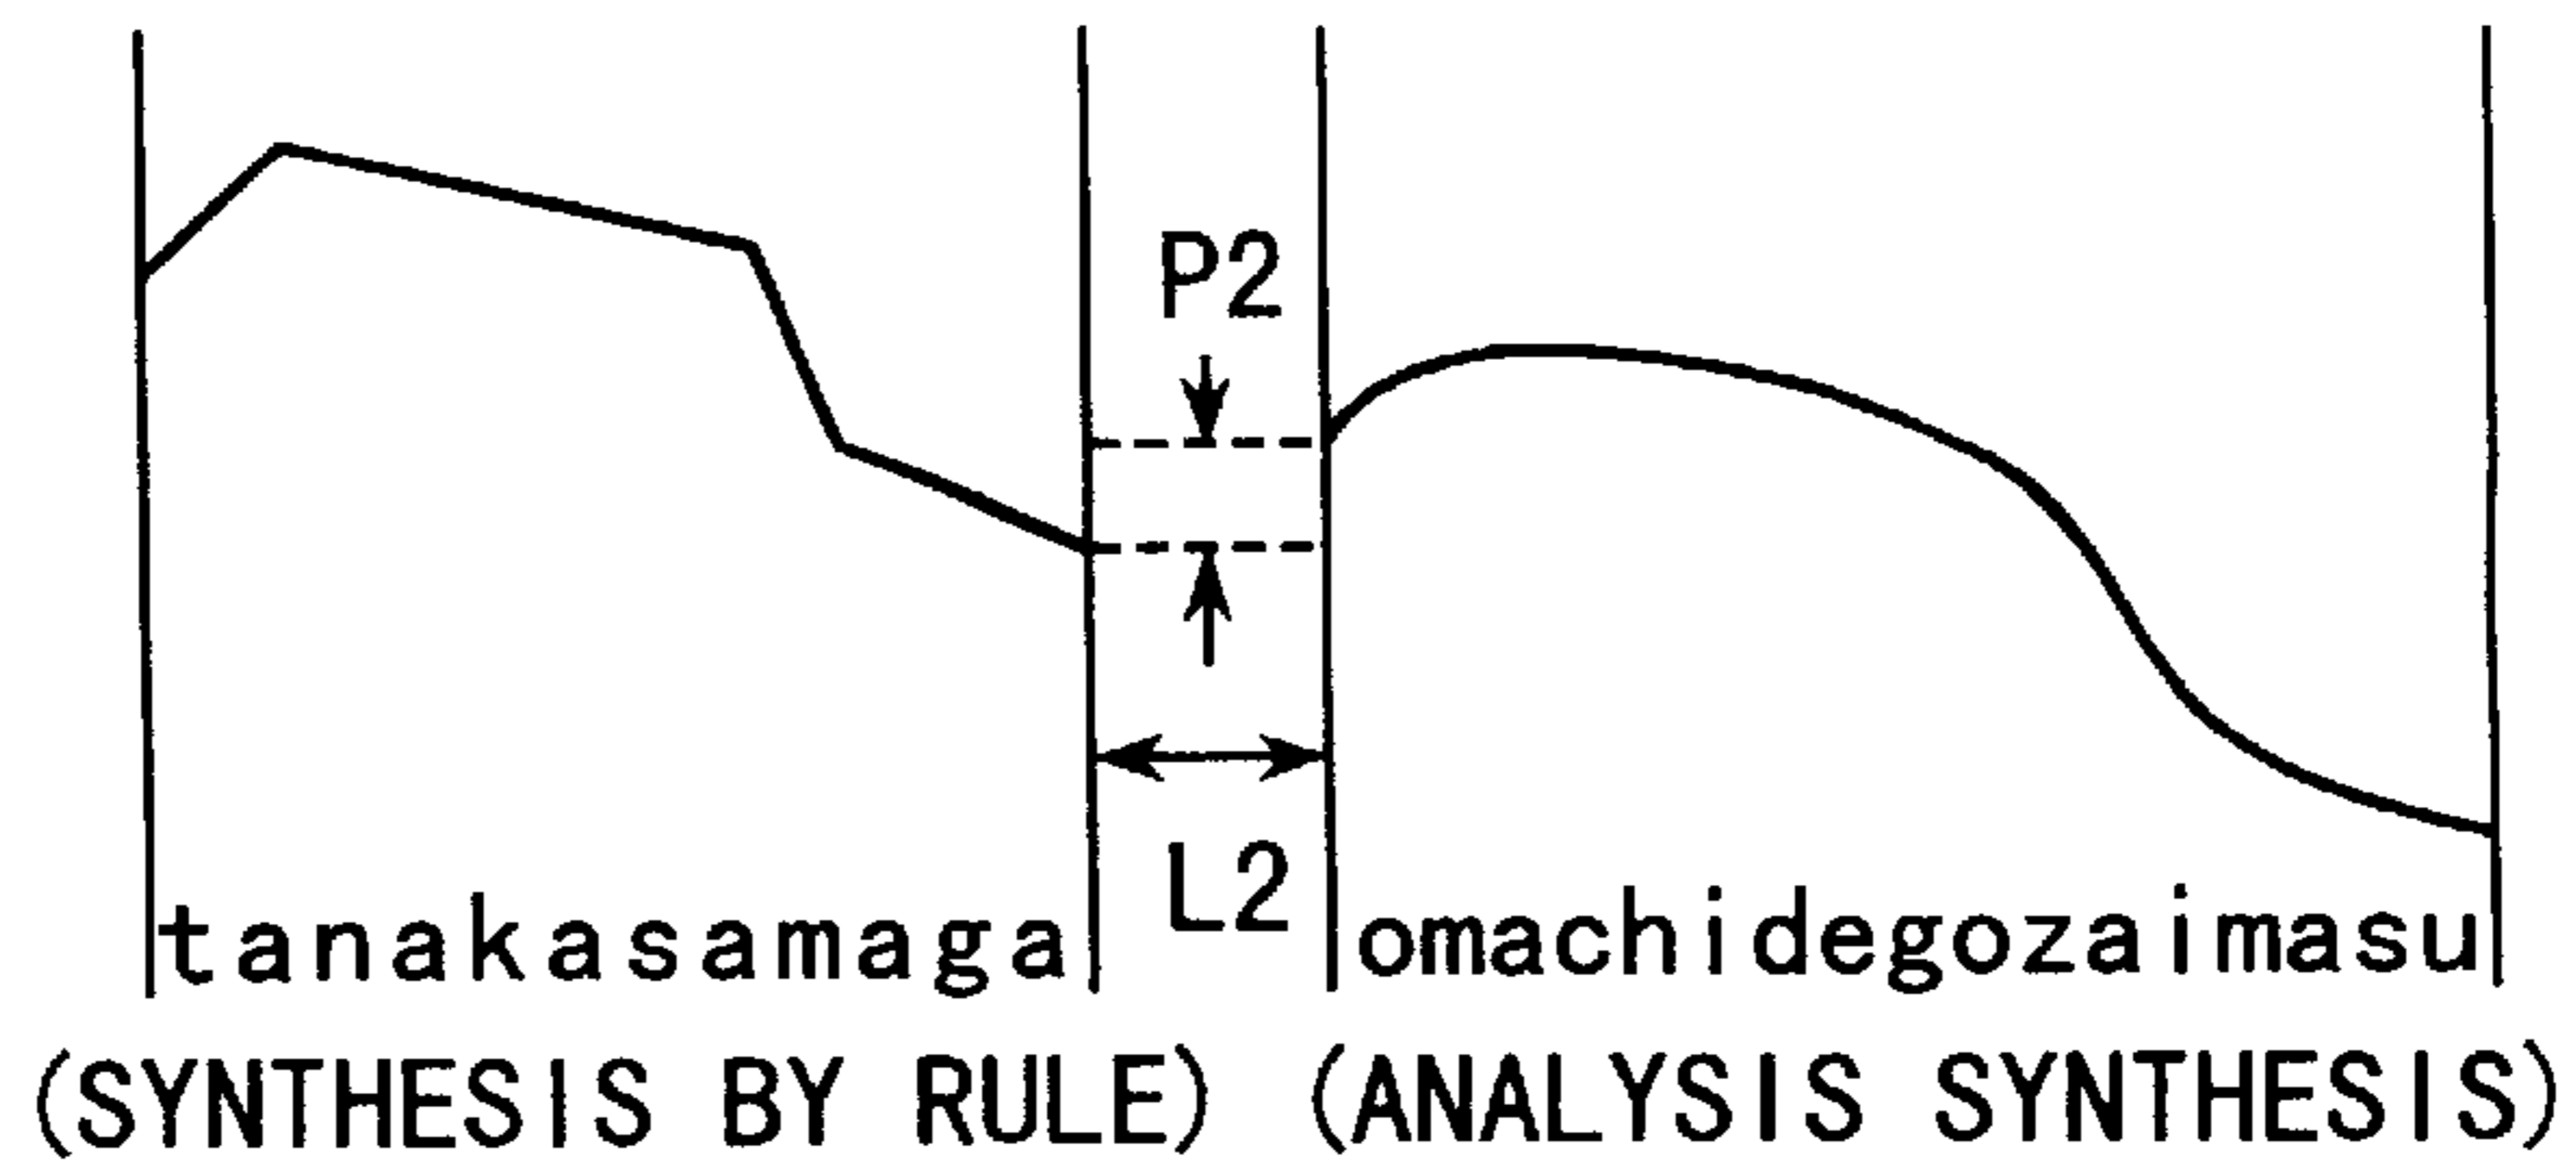 P2
L2
tanakasamaga omachidegozaimasu
(SYNTHESIS BY RULE) (ANALYSIS SYNTHESIS)